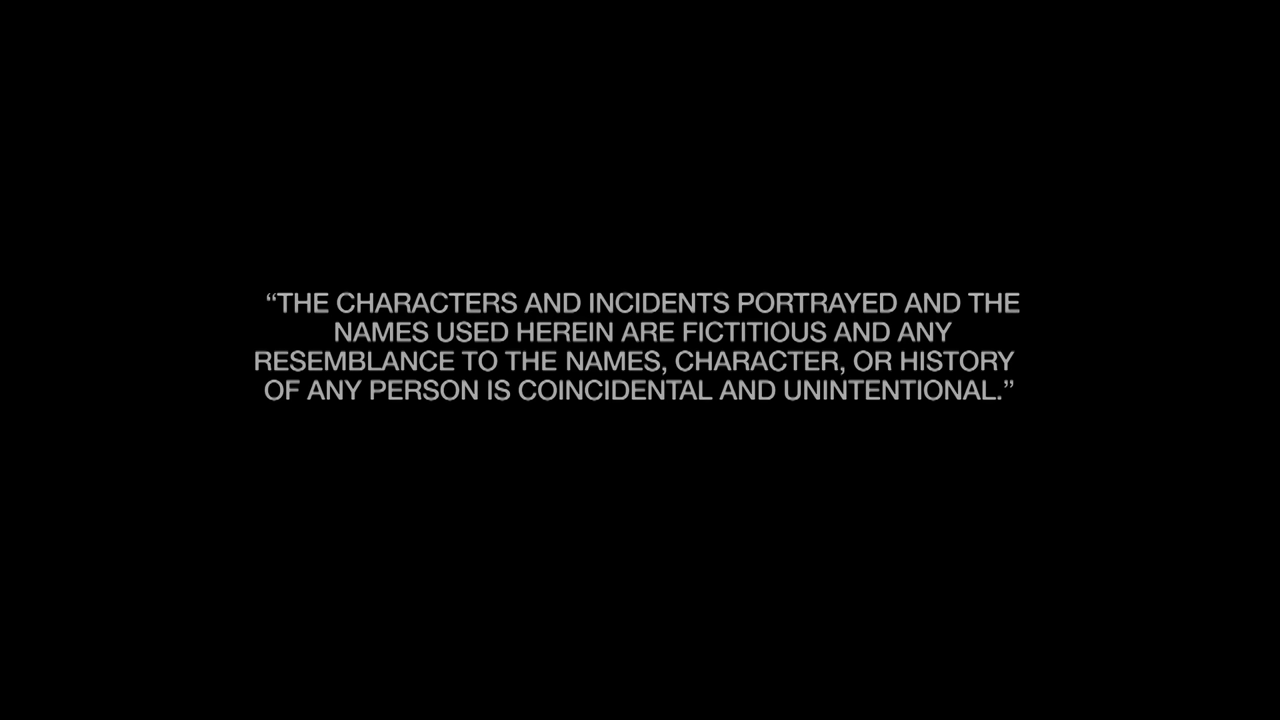 “THE CHARACTERS AND INCIDENTS PORTRAYED AND THE
NAMES USED HEREIN ARE FICTITIOUS AND ANY
RESEMBLANCE TO THE NAMES, CHARACTER, OR HISTORY
OF ANY PERSON IS COINCIDENTAL AND UNINTENTIONAL.”